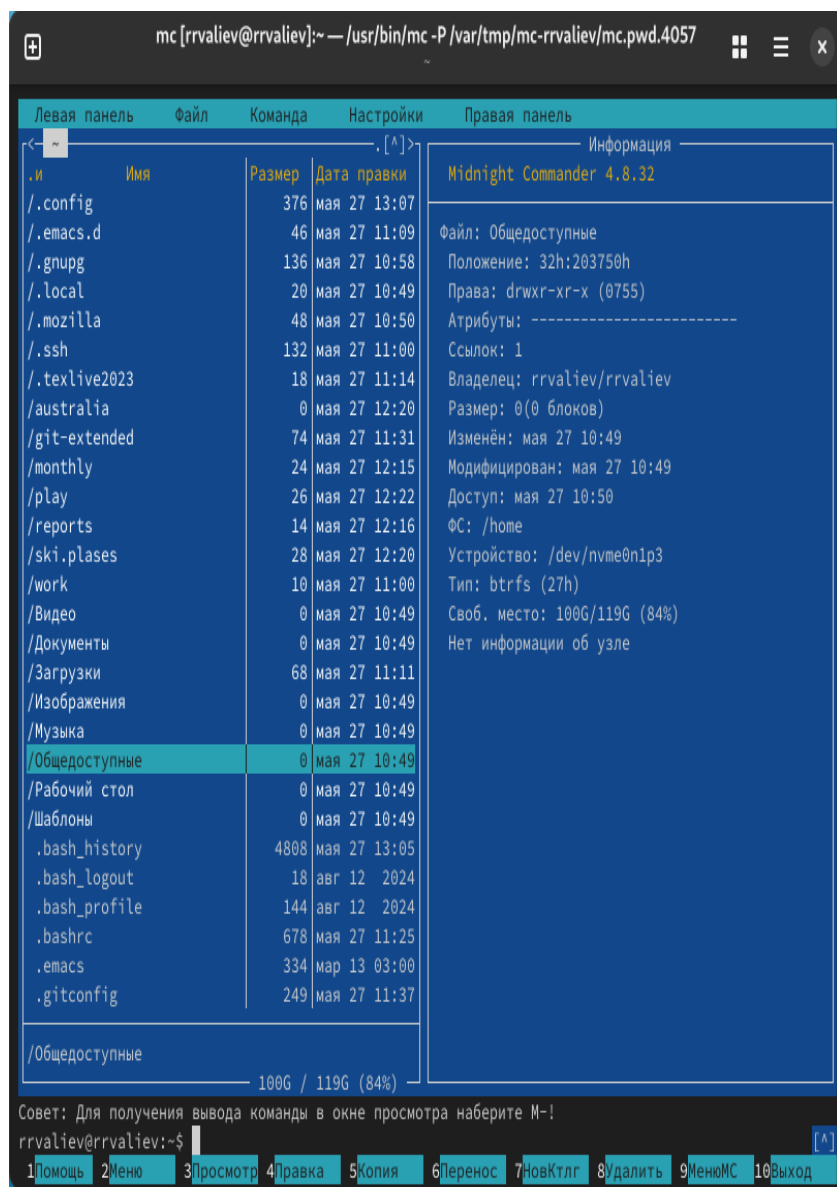 mc [rrvaliev@rrvaliev]:~ — /usr/bin/mc -P /var/tmp/mc-rrvaliev/mc.pwd.4057
~
Левая панель Файл Команда Настройки Правая панель
<- ~ .[^]>
.и Имя Размер Дата правки
/.config 376 мая 27 13:07
/.emacs.d 46 мая 27 11:09
/.gnupg 136 мая 27 10:58
/.local 20 мая 27 10:49
/.mozilla 48 мая 27 10:50
/.ssh 132 мая 27 11:00
/.texlive2023 18 мая 27 11:14
/australia 0 мая 27 12:20
/git-extended 74 мая 27 11:31
/monthly 24 мая 27 12:15
/play 26 мая 27 12:22
/reports 14 мая 27 12:16
/ski.plases 28 мая 27 12:20
/work 10 мая 27 11:00
/Видео 0 мая 27 10:49
/Документы 0 мая 27 10:49
/Загрузки 68 мая 27 11:11
/Изображения 0 мая 27 10:49
/Музыка 0 мая 27 10:49
/Общедоступные 0 мая 27 10:49
/Рабочий стол 0 мая 27 10:49
/Шаблоны 0 мая 27 10:49
.bash_history 4808 мая 27 13:05
.bash_logout 18 авг 12 2024
.bash_profile 144 авг 12 2024
.bashrc 678 мая 27 11:25
.emacs 334 мар 13 03:00
.gitconfig 249 мая 27 11:37
/Общедоступные
100G / 119G (84%)
Информация
Midnight Commander 4.8.32
Файл: Общедоступные
Положение: 32h:203750h
Права: drwxr-xr-x (0755)
Атрибуты: -------------------------
Ссылок: 1
Владелец: rrvaliev/rrvaliev
Размер: 0(0 блоков)
Изменён: мая 27 10:49
Модифицирован: мая 27 10:49
Доступ: мая 27 10:50
ФС: /home
Устройство: /dev/nvme0n1p3
Тип: btrfs (27h)
Своб. место: 100G/119G (84%)
Нет информации об узле
Совет: Для получения вывода команды в окне просмотра наберите M-!
rrvaliev@rrvaliev:~$ [^]
1Помощь 2Меню 3Просмотр 4Правка 5Копия 6Перенос 7НовКтлг 8Удалить 9МенюМС 10Выход